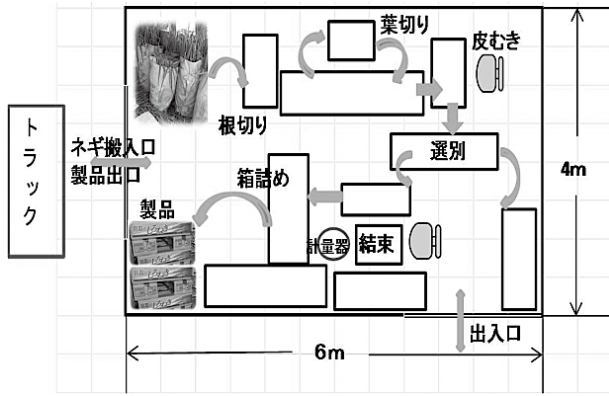 葉切り
皮むき
根切り
トラック
ネギ搬入口
製品出口
選別
4m
箱詰め
製品
計量器
結束
出入口
6m